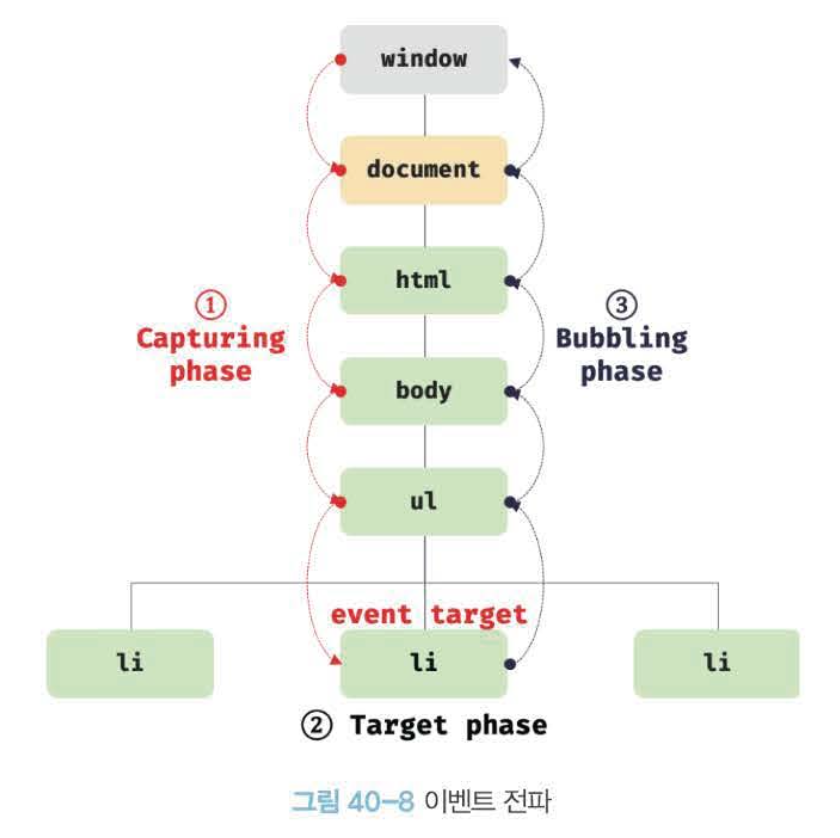 window
document
html
①
Capturing
phase
③
Bubbling
phase
body
ul
event target
li
li
li
② Target phase
그림 40-8 이벤트 전파